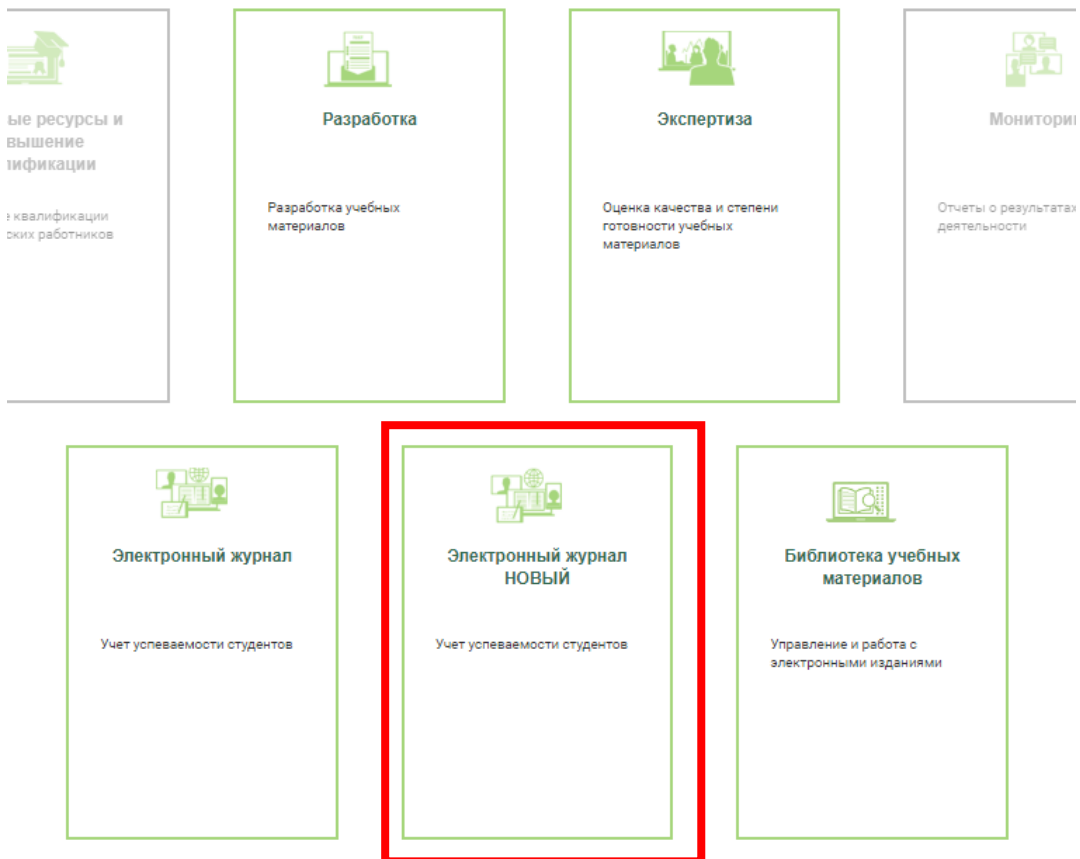 ые ресурсы и
вышение
лификации
е квалификации
ских работников
Разработка
Разработка учебных
материалов
Экспертиза
Оценка качества и степени
готовности учебных
материалов
Монитори
Отчеты о результатах
деятельности
Электронный журнал
Учет успеваемости студентов
Электронный журнал
НОВЫЙ
Учет успеваемости студентов
Библиотека учебных
материалов
Управление и работа с
электронными изданиями